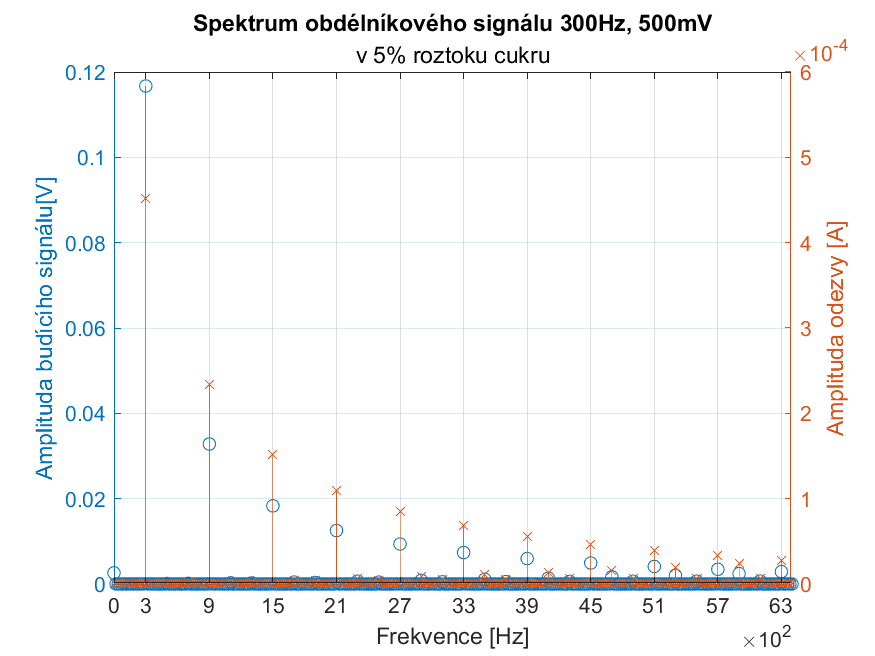 Spektrum obdélníkového signálu 300Hz, 500mV
v 5% roztoku cukru
×10⁻⁴
0.12
0.1
0.08
0.06
0.04
0.02
0
Amplituda budícího signálu[V]
6
5
4
3
2
1
0
Amplituda odezvy [A]
0 3 9 15 21 27 33 39 45 51 57 63
Frekvence [Hz]
×10²